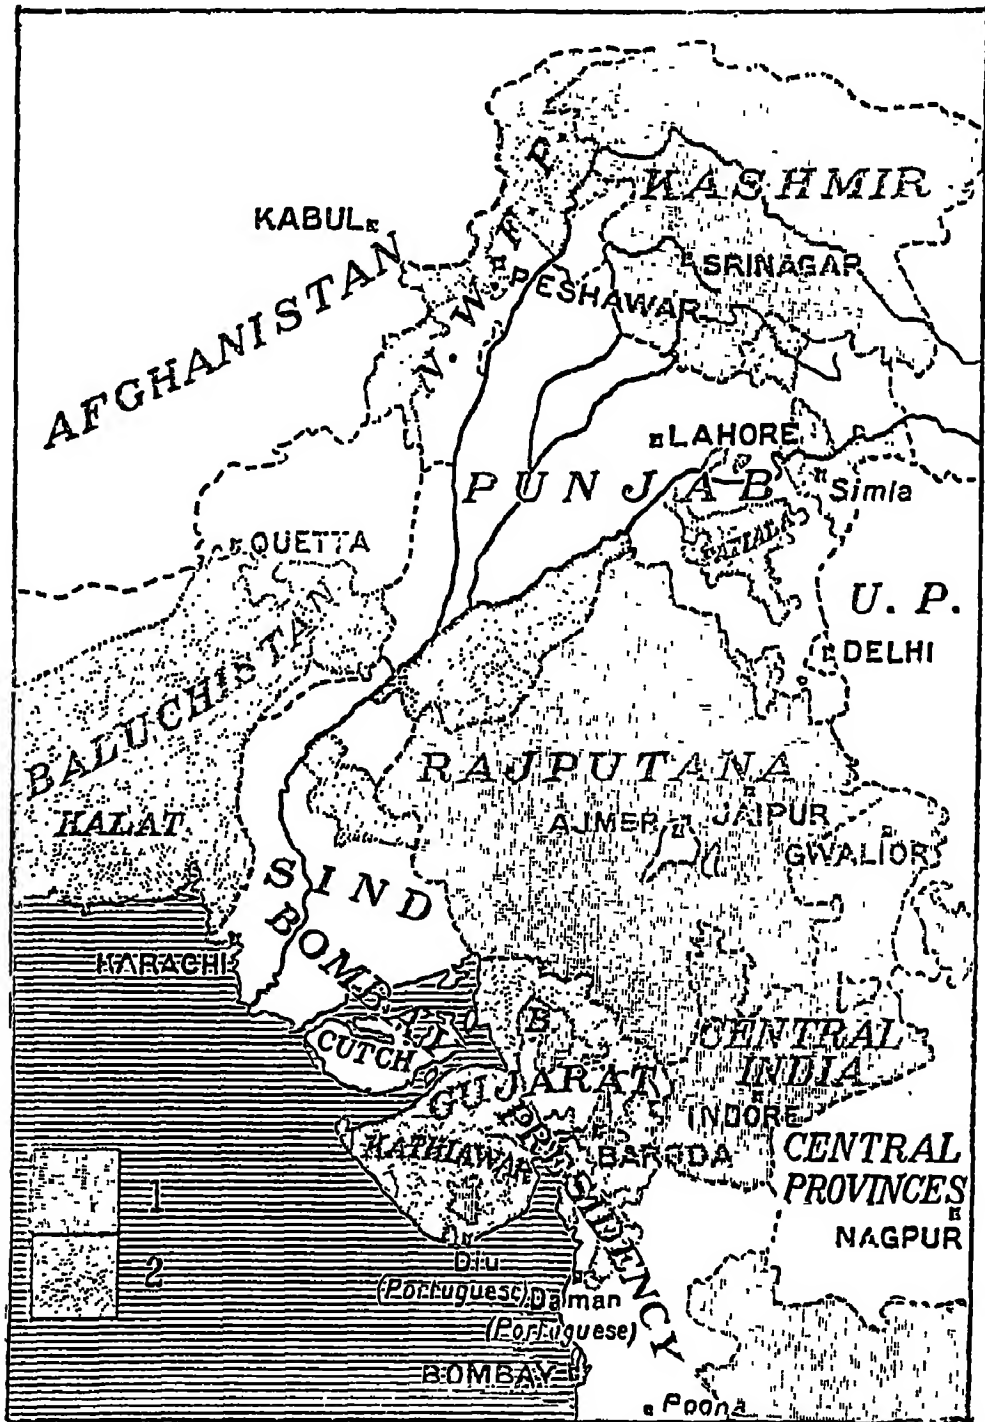 KASHMIR
KABUL
SRINAGAR
AFGHANISTAN
N. W. F. P.
PESHAWAR
LAHORE
PUNJAB
Simla
PATIALA
QUETTA
U. P.
DELHI
BALUCHISTAN
RAJPUTANA
KALAT
AJMER
JAIPUR
GWALIOR
SIND
BOMBAY
PRESIDENCY
KARACHI
B
CENTRAL
INDIA
CUTCH
GUJARAT
INDORE
KATHIAWAR
BARODA
CENTRAL
PROVINCES
NAGPUR
1
2
Diu
(Portuguese)
Daman
(Portuguese)
BOMBAY
Poona